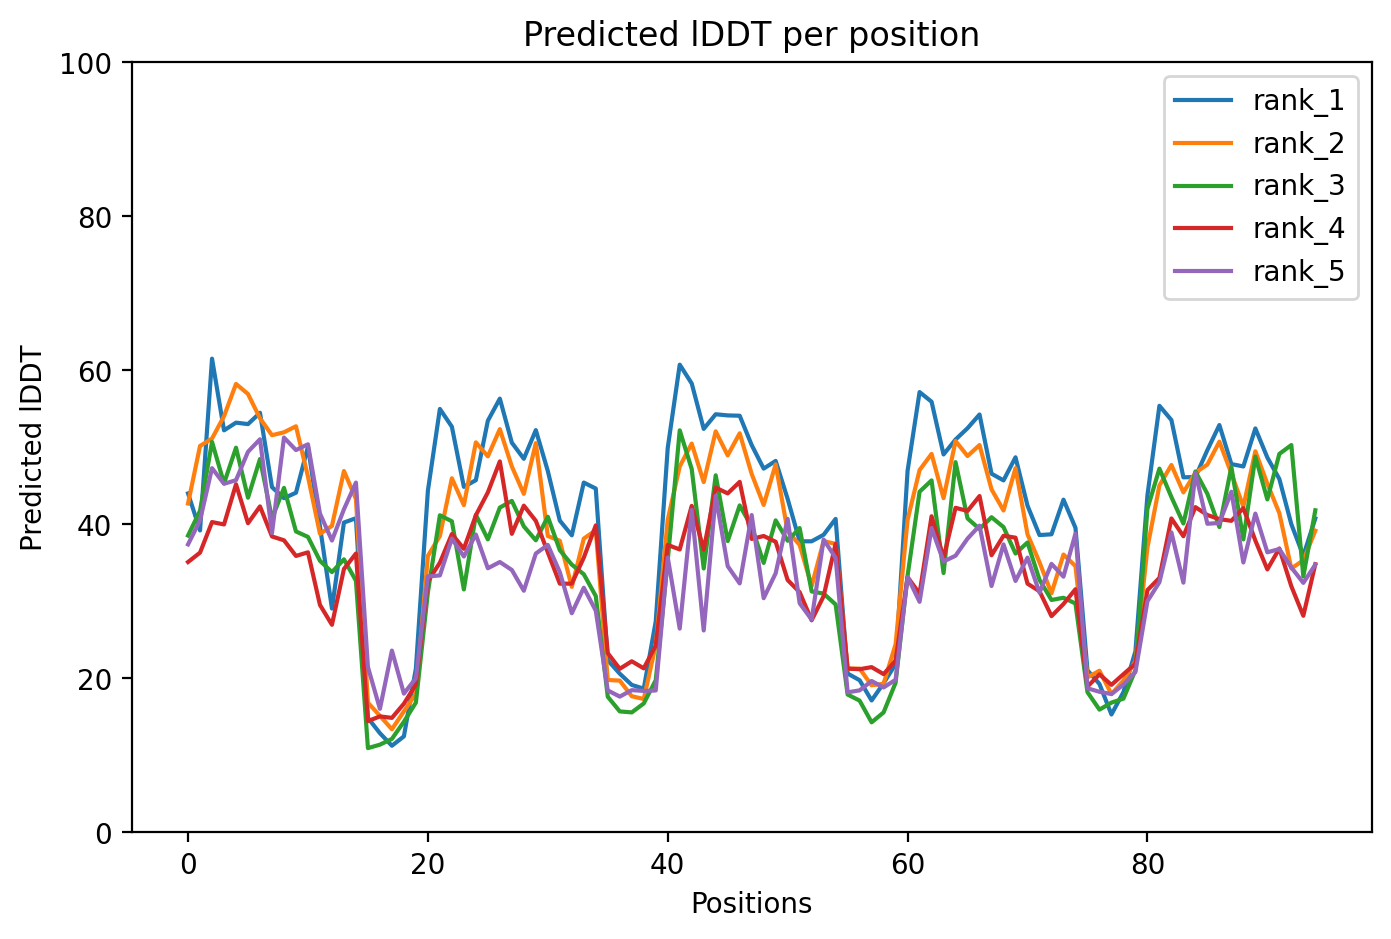 Predicted lDDT per position
100
80
60
40
20
0
Predicted lDDT
0 20 40 60 80
Positions
rank_1
rank_2
rank_3
rank_4
rank_5